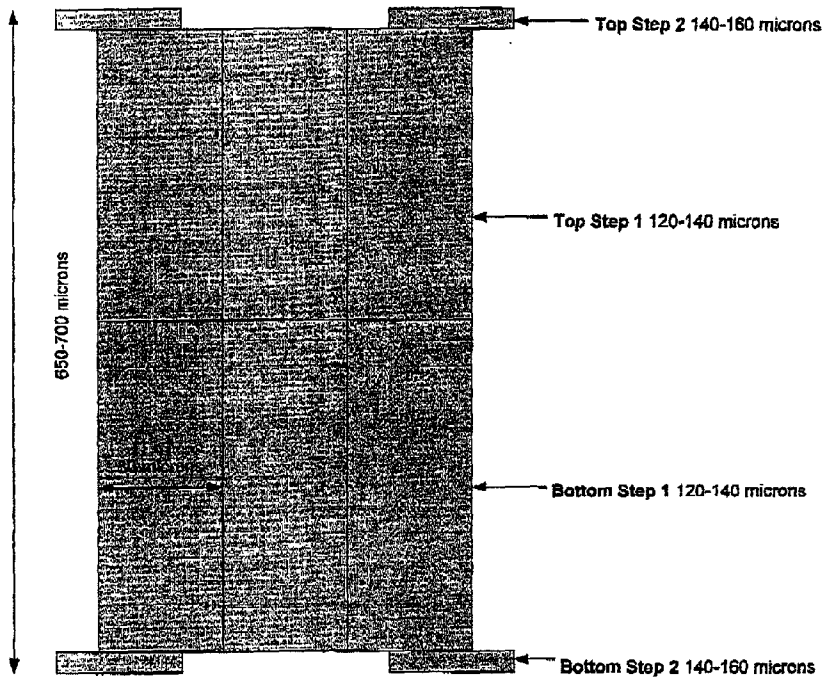 Top Step 2 140-160 microns
Top Step 1 120-140 microns
650-700 microns
Bottom Step 1 120-140 microns
Bottom Step 2 140-160 microns